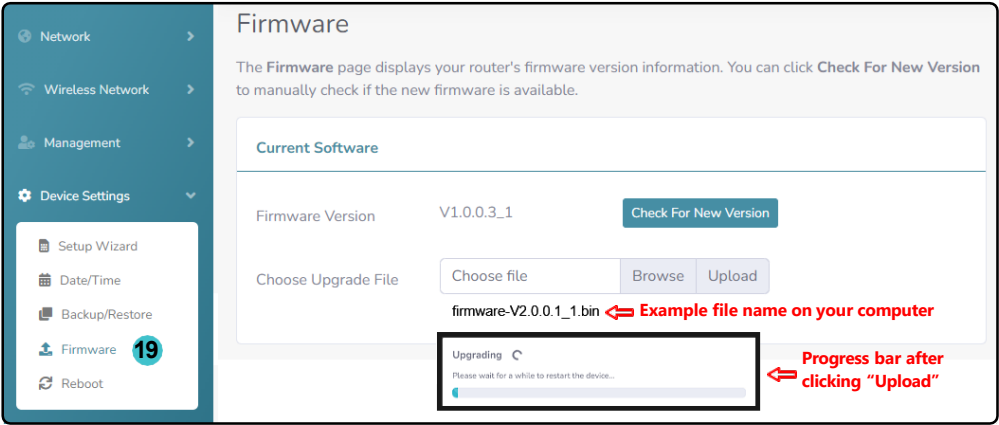 Network
Wireless Network
Management
Device Settings
Setup Wizard
Date/Time
Backup/Restore
Firmware
19
Reboot
Firmware
The Firmware page displays your router's firmware version information. You can click Check For New Version
to manually check if the new firmware is available.
Current Software
Firmware Version V1.0.0.3_1 Check For New Version
Choose Upgrade File Choose file Browse Upload
firmware-V2.0.0.1_1.bin Example file name on your computer
Upgrading
Please wait for a while to restart the device...
Progress bar after
clicking “Upload”